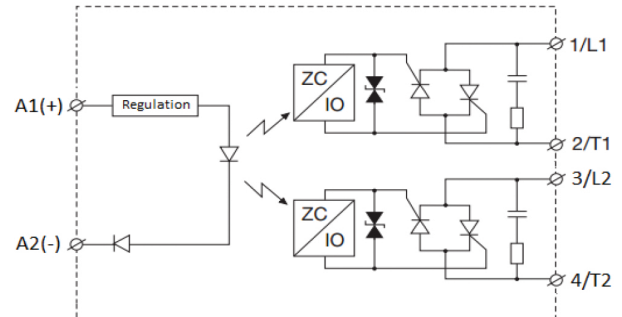 1/L1
ZC
IO
A1(+)
Regulation
2/T1
3/L2
ZC
IO
A2(-)
4/T2